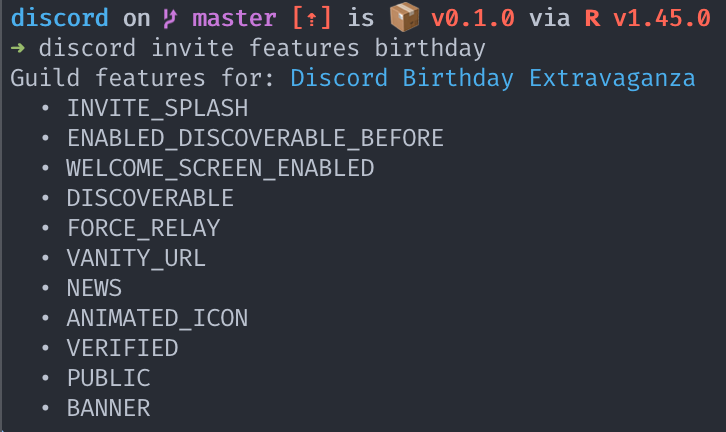 discord on master [⇡] is 📦 v0.1.0 via R v1.45.0
➜ discord invite features birthday
Guild features for: Discord Birthday Extravaganza
• INVITE_SPLASH
• ENABLED_DISCOVERABLE_BEFORE
• WELCOME_SCREEN_ENABLED
• DISCOVERABLE
• FORCE_RELAY
• VANITY_URL
• NEWS
• ANIMATED_ICON
• VERIFIED
• PUBLIC
• BANNER